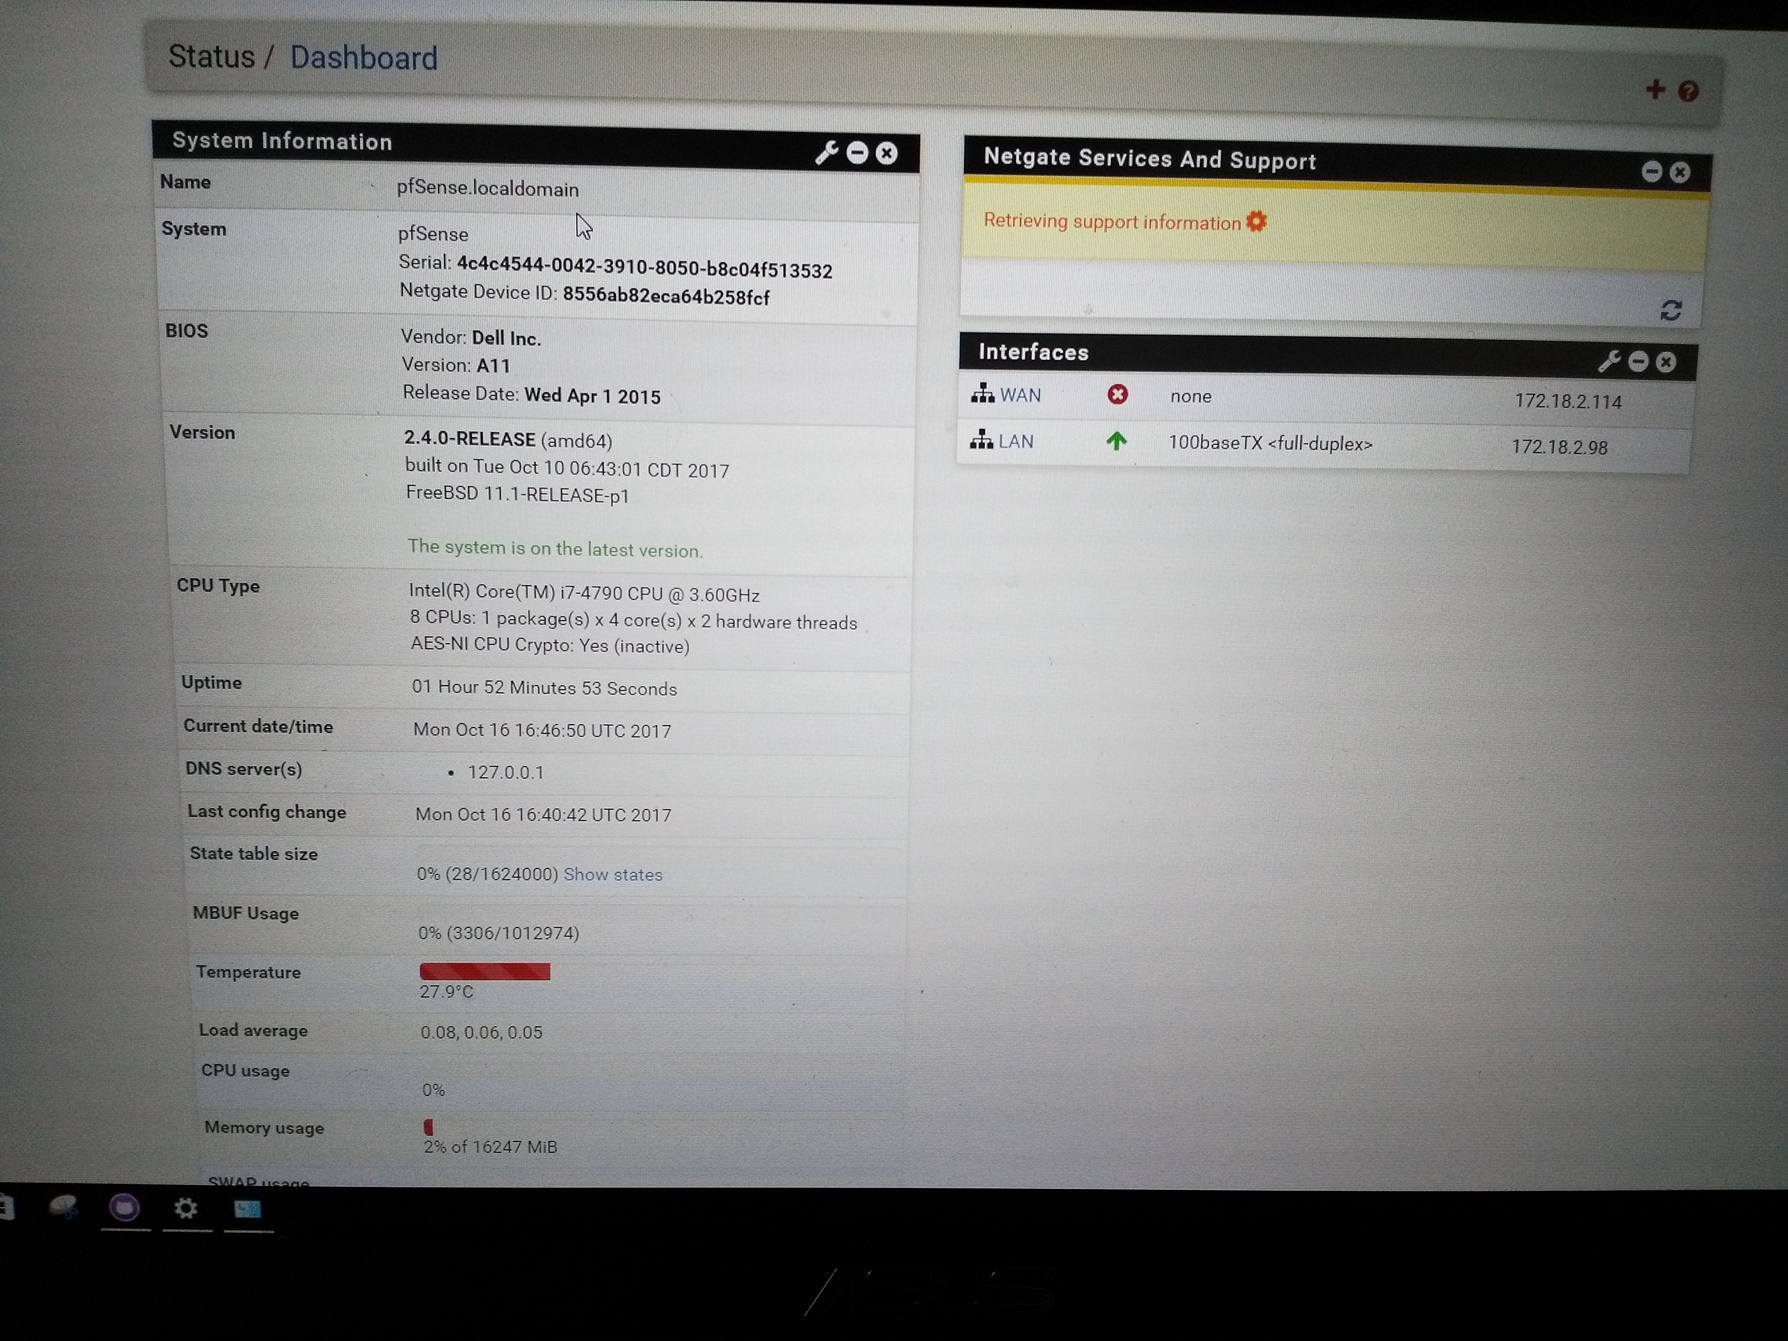 Status / Dashboard
System Information
Name pfSense.localdomain
System pfSense
Serial: 4c4c4544-0042-3910-8050-b8c04f513532
Netgate Device ID: 8556ab82eca64b258fcf
BIOS Vendor: Dell Inc.
Version: A11
Release Date: Wed Apr 1 2015
Version 2.4.0-RELEASE (amd64)
built on Tue Oct 10 06:43:01 CDT 2017
FreeBSD 11.1-RELEASE-p1
The system is on the latest version.
CPU Type Intel(R) Core(TM) i7-4790 CPU @ 3.60GHz
8 CPUs: 1 package(s) x 4 core(s) x 2 hardware threads
AES-NI CPU Crypto: Yes (inactive)
Uptime 01 Hour 52 Minutes 53 Seconds
Current date/time Mon Oct 16 16:46:50 UTC 2017
DNS server(s) • 127.0.0.1
Last config change Mon Oct 16 16:40:42 UTC 2017
State table size
0% (28/1624000) Show states
MBUF Usage
0% (3306/1012974)
Temperature
27.9°C
Load average 0.08, 0.06, 0.05
CPU usage
0%
Memory usage
2% of 16247 MiB
SWAP usage
Netgate Services And Support
Retrieving support information
Interfaces
WAN none 172.18.2.114
LAN 100baseTX <full-duplex> 172.18.2.98
ASUS